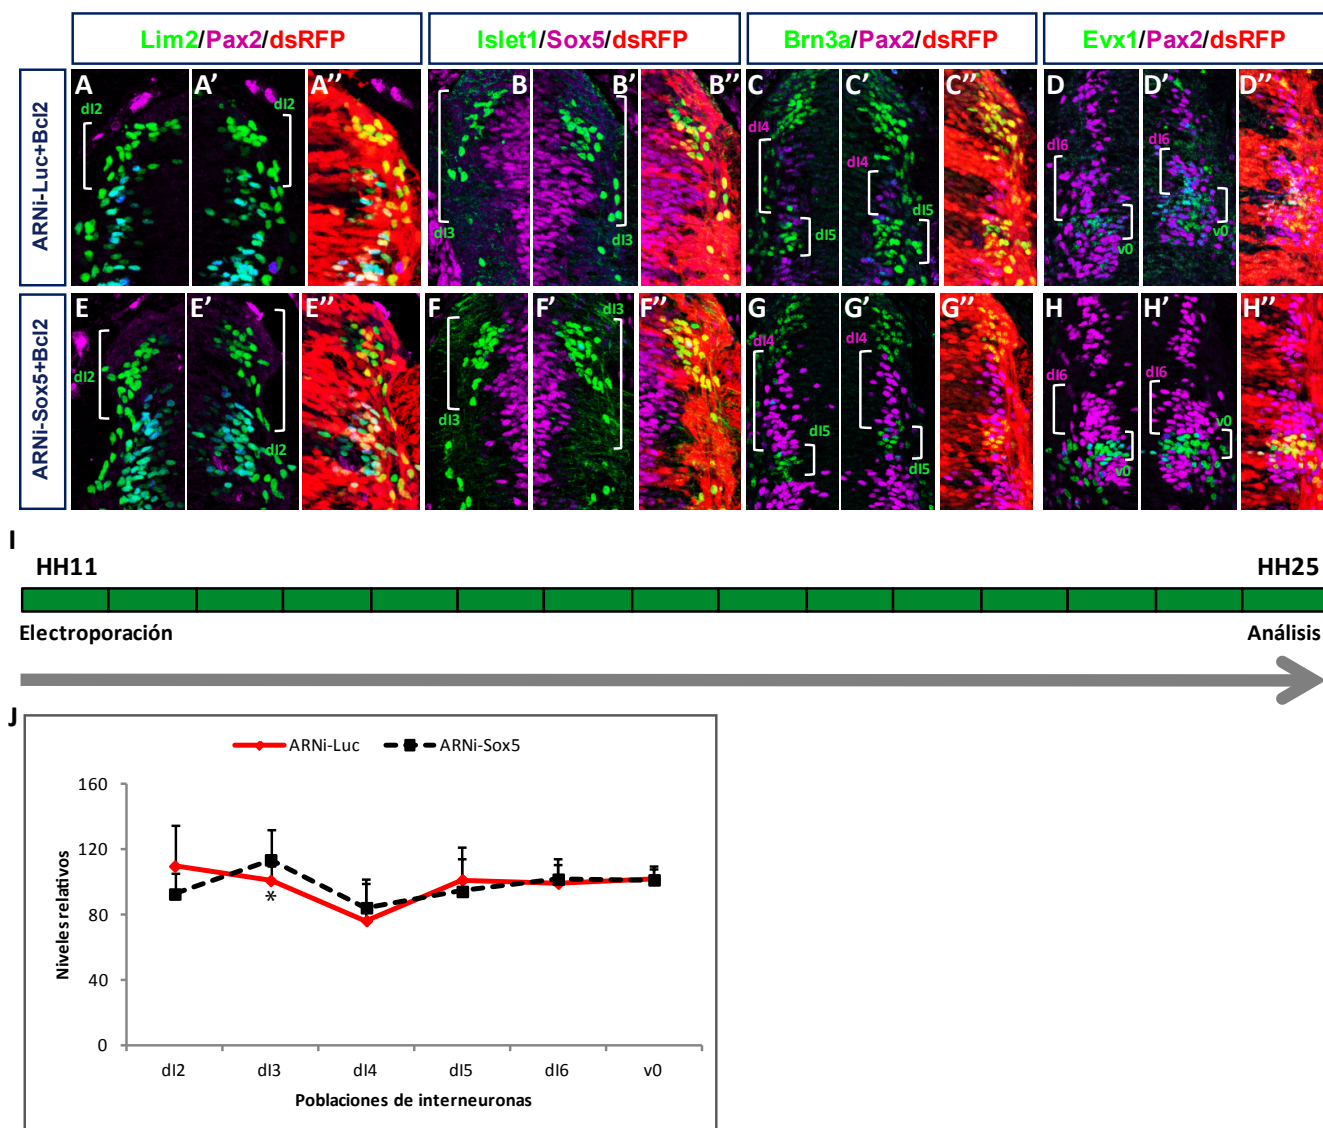 Lim2/Pax2/dsRFP
Islet1/Sox5/dsRFP
Brn3a/Pax2/dsRFP
Evx1/Pax2/dsRFP
ARNi-Luc+Bcl2
A
dI2
A’
dI2
A’’
B
dI3
B’
dI3
B’’
C
dI4
dI5
C’
dI4
dI5
C’’
D
dI6
v0
D’
dI6
v0
D’’
ARNi-Sox5+Bcl2
E
dI2
E’
dI2
E’’
F
dI3
F’
dI3
F’’
G
dI4
dI5
G’
dI4
dI5
G’’
H
dI6
v0
H’
dI6
v0
H’’
I
HH11
HH25
Electroporación
Análisis
J
ARNi-Luc
ARNi-Sox5
Niveles relativos
160
120
80
40
0
*
dI2
dI3
dI4
dI5
dI6
v0
Poblaciones de interneuronas